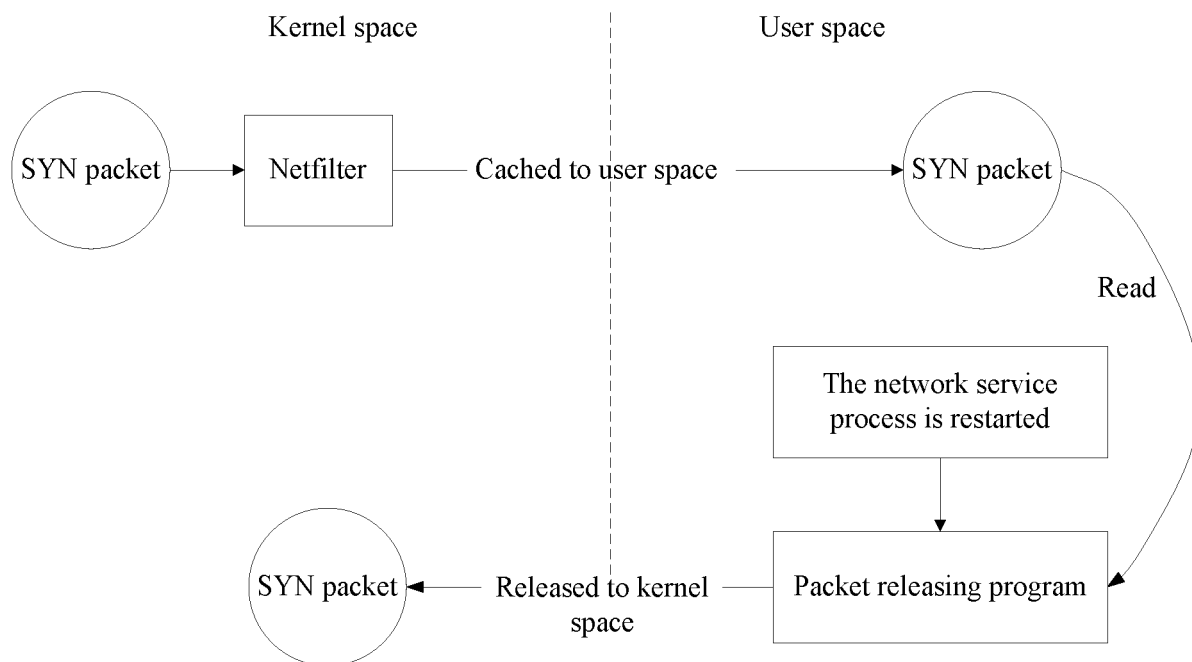 Kernel space
User space
SYN packet
Netfilter
Cached to user space
SYN packet
Read
The network service
process is restarted
SYN packet
Released to kernel
space
Packet releasing program